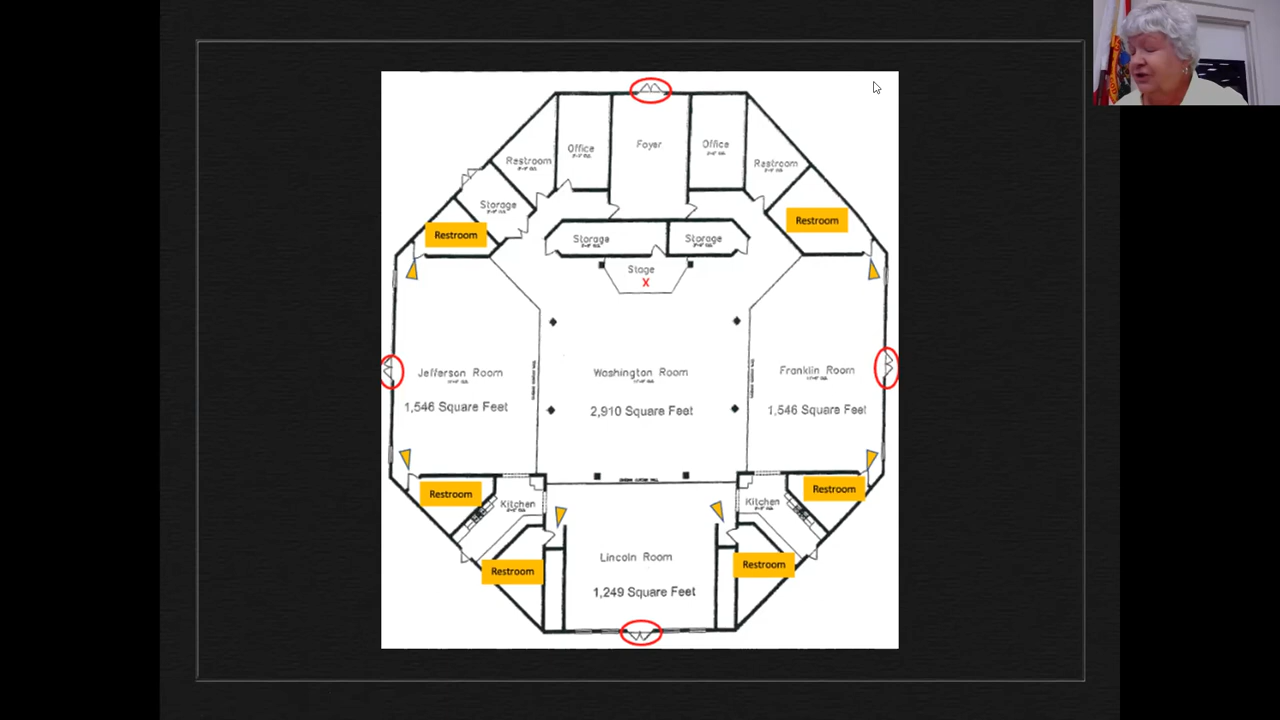 Foyer
Office
Office
Restroom
Restroom
Storage
Restroom
Restroom
Storage
Storage
Stage
X
Jefferson Room
Washington Room
Franklin Room
1,546 Square Feet
2,910 Square Feet
1,546 Square Feet
Restroom
Kitchen
Kitchen
Restroom
Lincoln Room
Restroom
Restroom
1,249 Square Feet